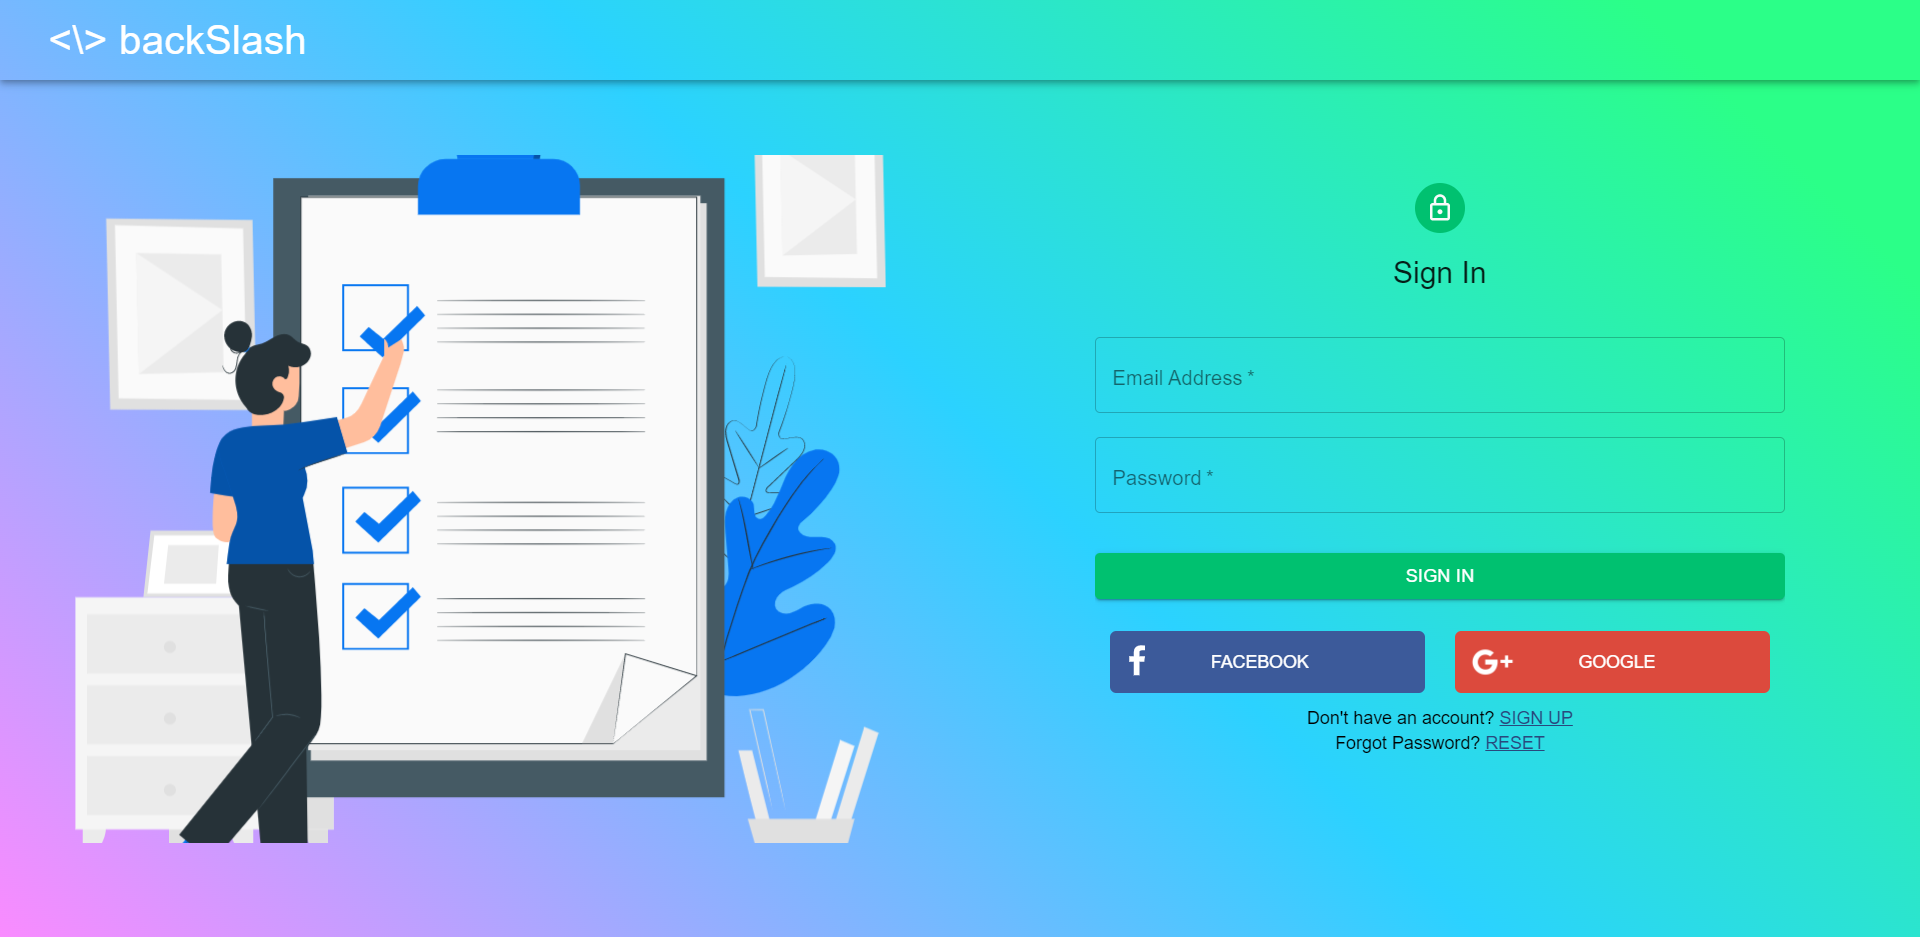 <\> backSlash
Sign In
Email Address *
Password *
SIGN IN
FACEBOOK
G+ GOOGLE
Don't have an account? SIGN UP
Forgot Password? RESET